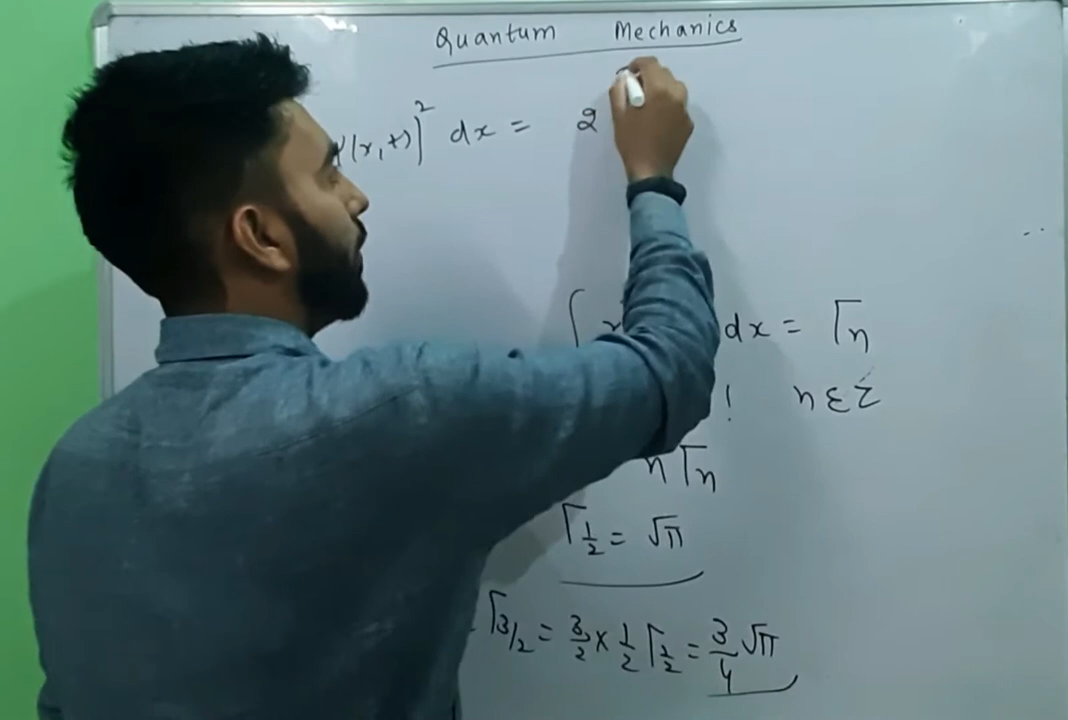 Quantum Mechanics
ψ(x,t)|² dx = 2
∫ x dx = Γn
! n ∈ Z
n Γn
Γ1/2 = √π
Γ3/2 = 3/2 × 1/2 Γ1/2 = 3/4 √π